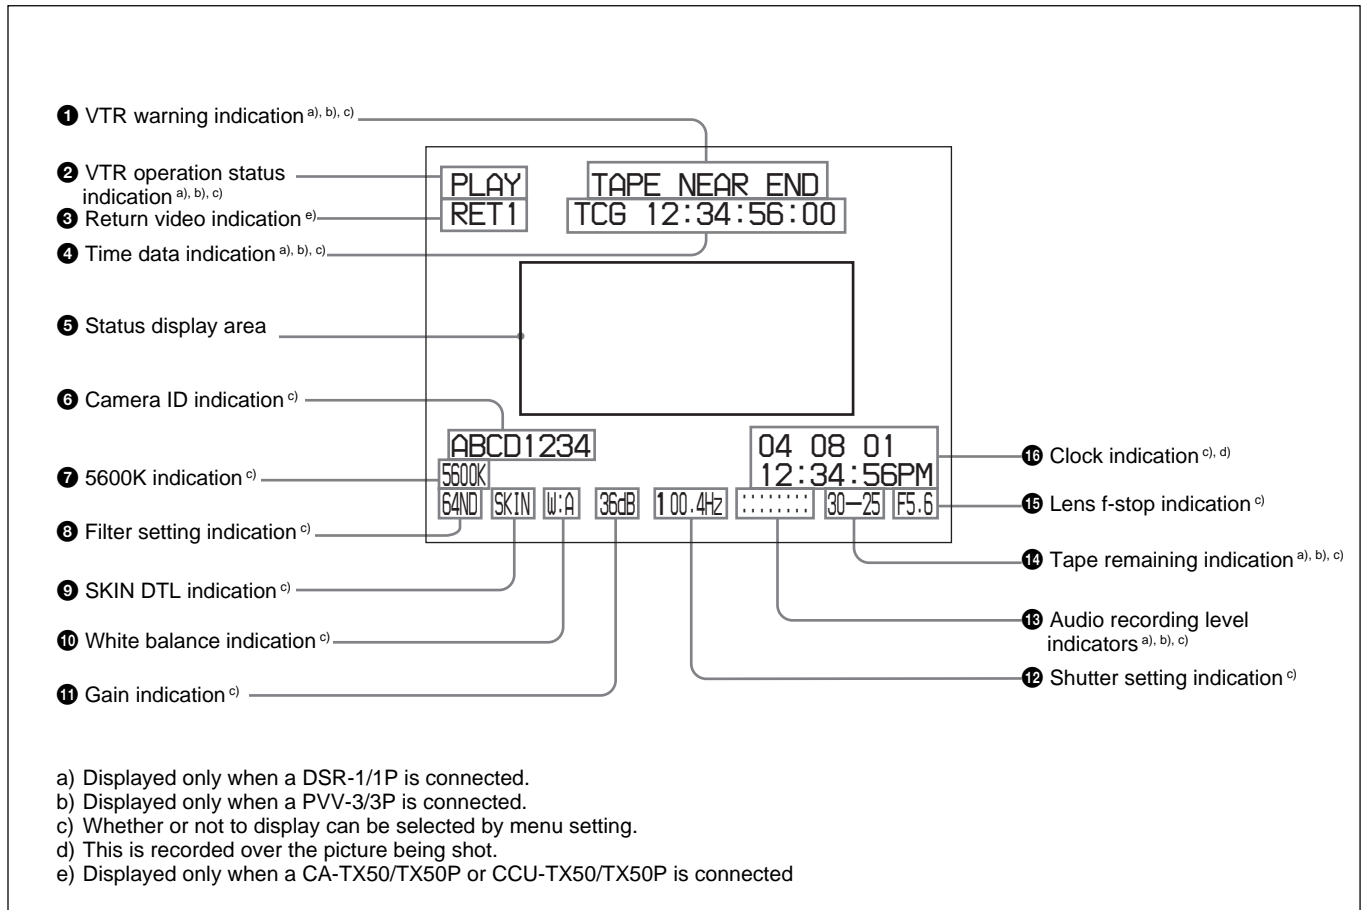 ❶ VTR warning indication a), b), c)
❷ VTR operation status
indication a), b), c)
❸ Return video indication e)
❹ Time data indication a), b), c)
❺ Status display area
❻ Camera ID indication c)
❼ 5600K indication c)
❽ Filter setting indication c)
❾ SKIN DTL indication c)
❿ White balance indication c)
⓫ Gain indication c)
PLAY
TAPE NEAR END
RET1
TCG 12:34:56:00
ABCD1234
04 08 01
5600K
12:34:56PM
64ND SKIN W:A 36dB 100.4Hz :::::::: 30—25 F5.6
⓰ Clock indication c), d)
⓯ Lens f-stop indication c)
⓮ Tape remaining indication a), b), c)
⓭ Audio recording level
indicators a), b), c)
⓬ Shutter setting indication c)
a) Displayed only when a DSR-1/1P is connected.
b) Displayed only when a PVV-3/3P is connected.
c) Whether or not to display can be selected by menu setting.
d) This is recorded over the picture being shot.
e) Displayed only when a CA-TX50/TX50P or CCU-TX50/TX50P is connected